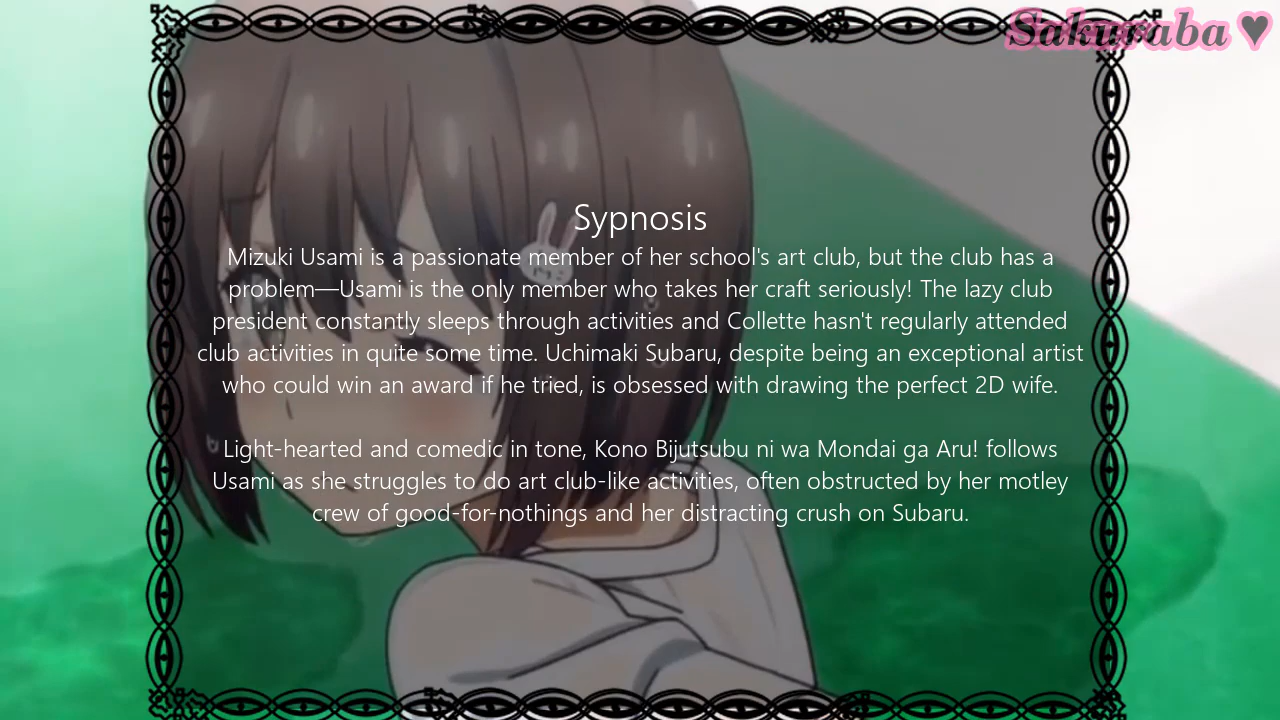 Sakuraba ♥
Sypnosis
Mizuki Usami is a passionate member of her school's art club, but the club has a
problem—Usami is the only member who takes her craft seriously! The lazy club
president constantly sleeps through activities and Collette hasn't regularly attended
club activities in quite some time. Uchimaki Subaru, despite being an exceptional artist
who could win an award if he tried, is obsessed with drawing the perfect 2D wife.
Light-hearted and comedic in tone, Kono Bijutsubu ni wa Mondai ga Aru! follows
Usami as she struggles to do art club-like activities, often obstructed by her motley
crew of good-for-nothings and her distracting crush on Subaru.